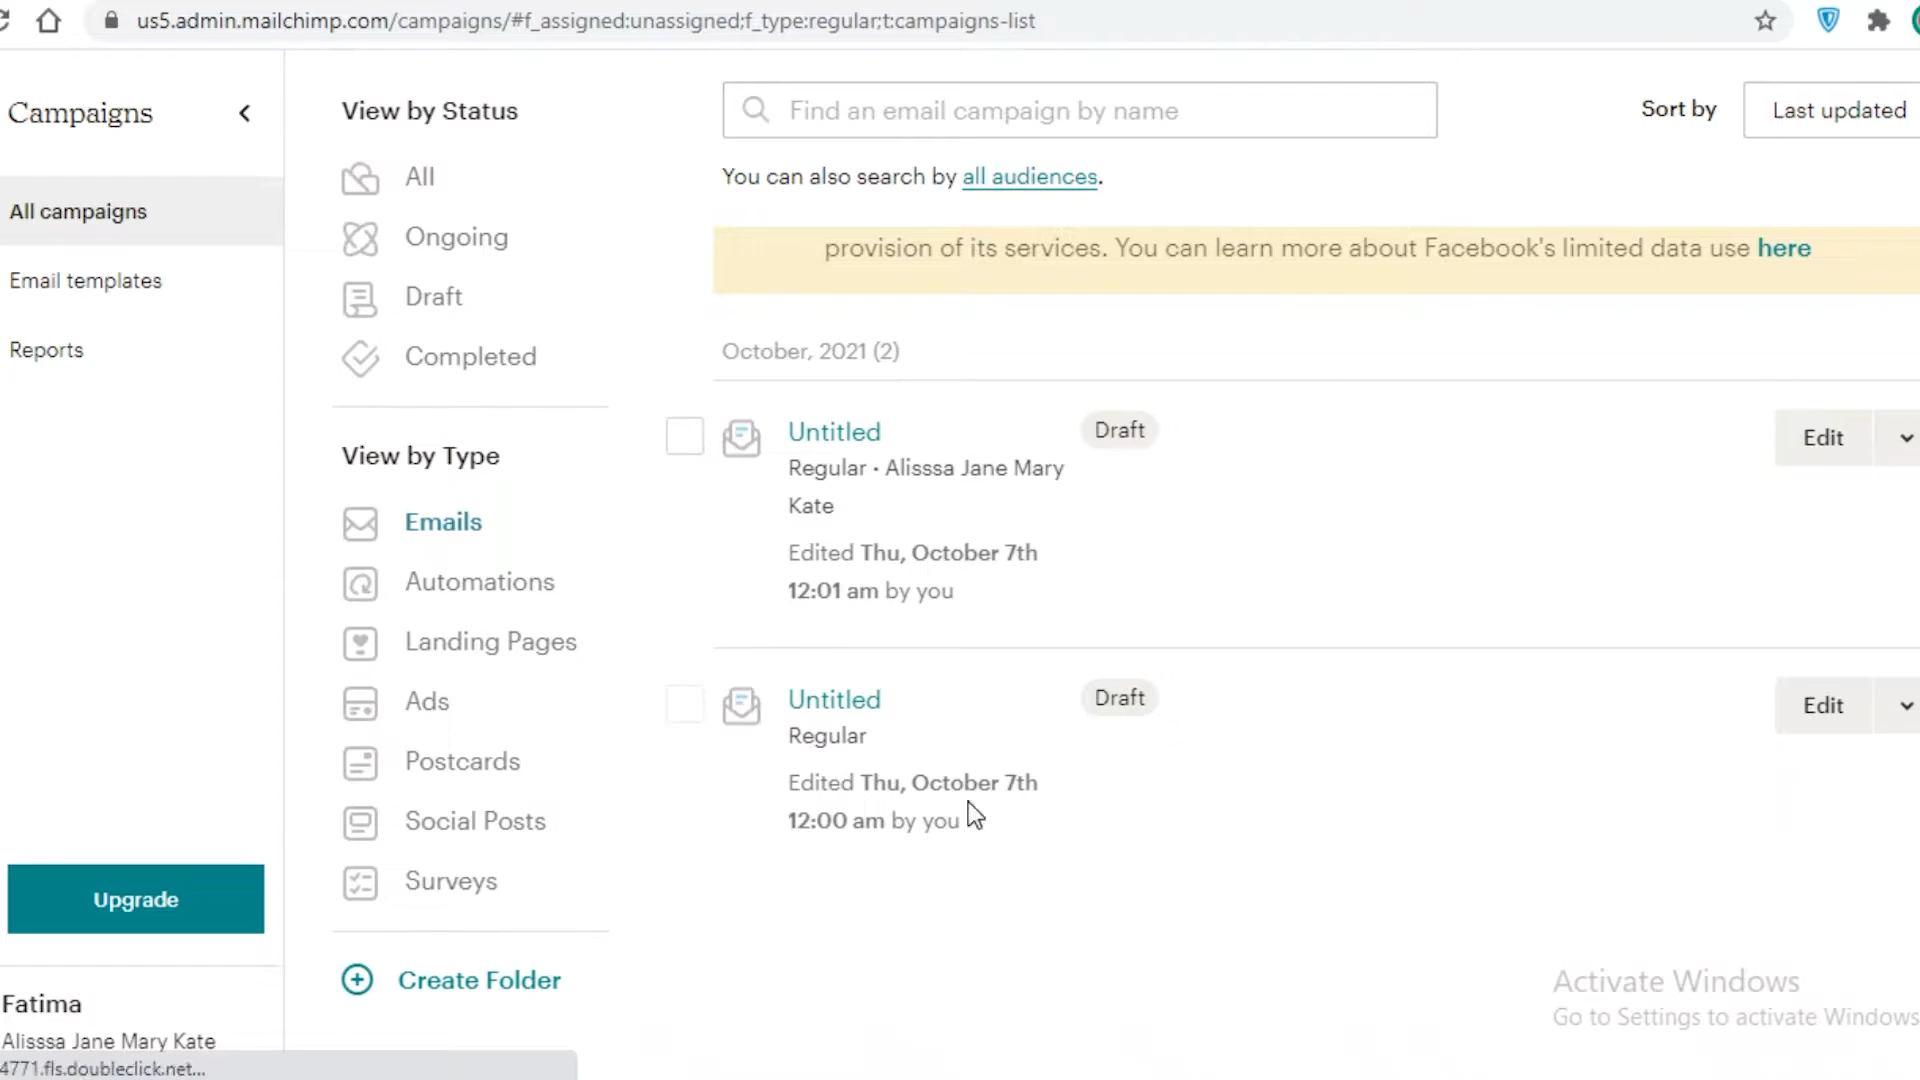 us5.admin.mailchimp.com/campaigns/#f_assigned:unassigned;f_type:regular;t:campaigns-list
Campaigns
All campaigns
Email templates
Reports
Upgrade
Fatima
Alisssa Jane Mary Kate
4771.fls.doubleclick.net...
View by Status
All
Ongoing
Draft
Completed
View by Type
Emails
Automations
Landing Pages
Ads
Postcards
Social Posts
Surveys
Create Folder
Find an email campaign by name
Sort by
Last updated
You can also search by all audiences.
provision of its services. You can learn more about Facebook's limited data use here
October, 2021 (2)
Untitled
Draft
Edit
Regular · Alisssa Jane Mary
Kate
Edited Thu, October 7th
12:01 am by you
Untitled
Draft
Edit
Regular
Edited Thu, October 7th
12:00 am by you
Activate Windows
Go to Settings to activate Windows